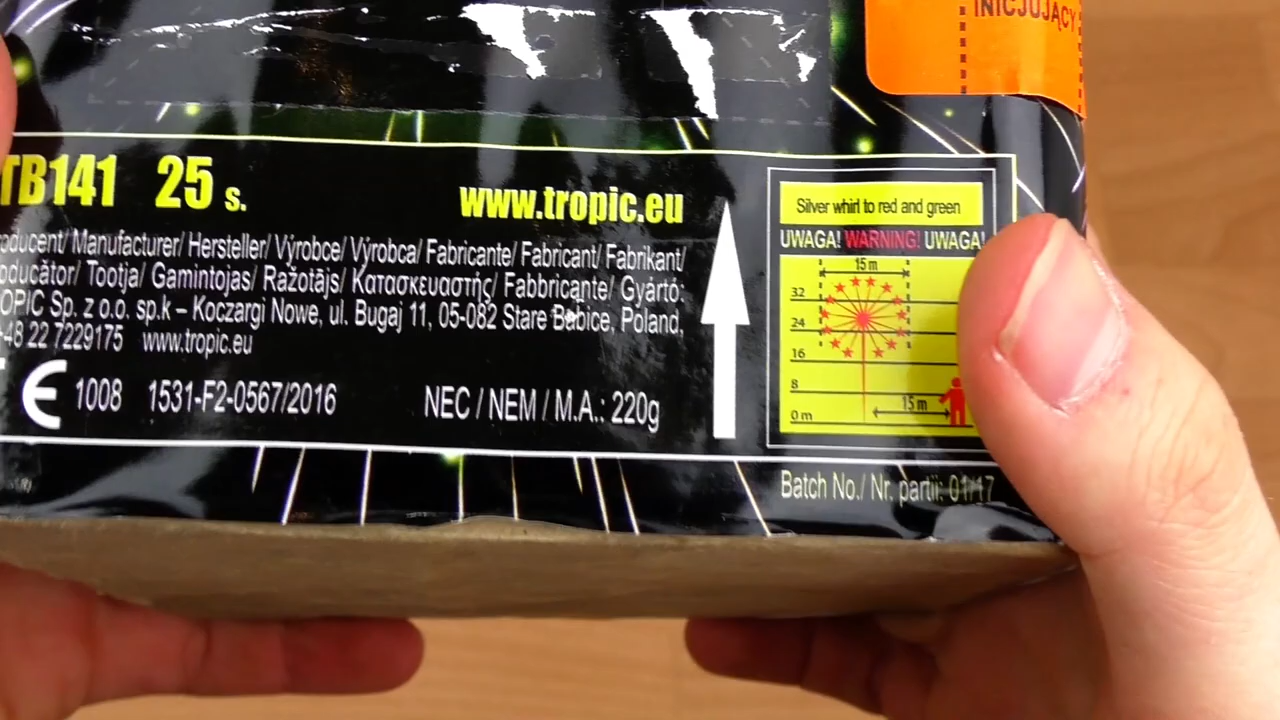 INICJUJĄCY
TB141 25 s.
www.tropic.eu
Manufacturer/ Hersteller/ Výrobce/ Výrobca/ Fabricante/ Fabricant/ Fabrikant/
Tootja/ Gamintojas/ Ražotājs/ Κατασκευαστής/ Fabbricante/ Gyártó:
TROPIC Sp. z o.o. sp.k – Koczargi Nowe, ul. Bugaj 11, 05-082 Stare Babice, Poland,
+48 22 7229175 www.tropic.eu
CE 1008 1531-F2-0567/2016 NEC / NEM / M.A.: 220g
Silver whirl to red and green
UWAGA! WARNING! UWAGA!
15 m
32
24
16
8
15 m
0 m
Batch No./ Nr. partii: 01/17